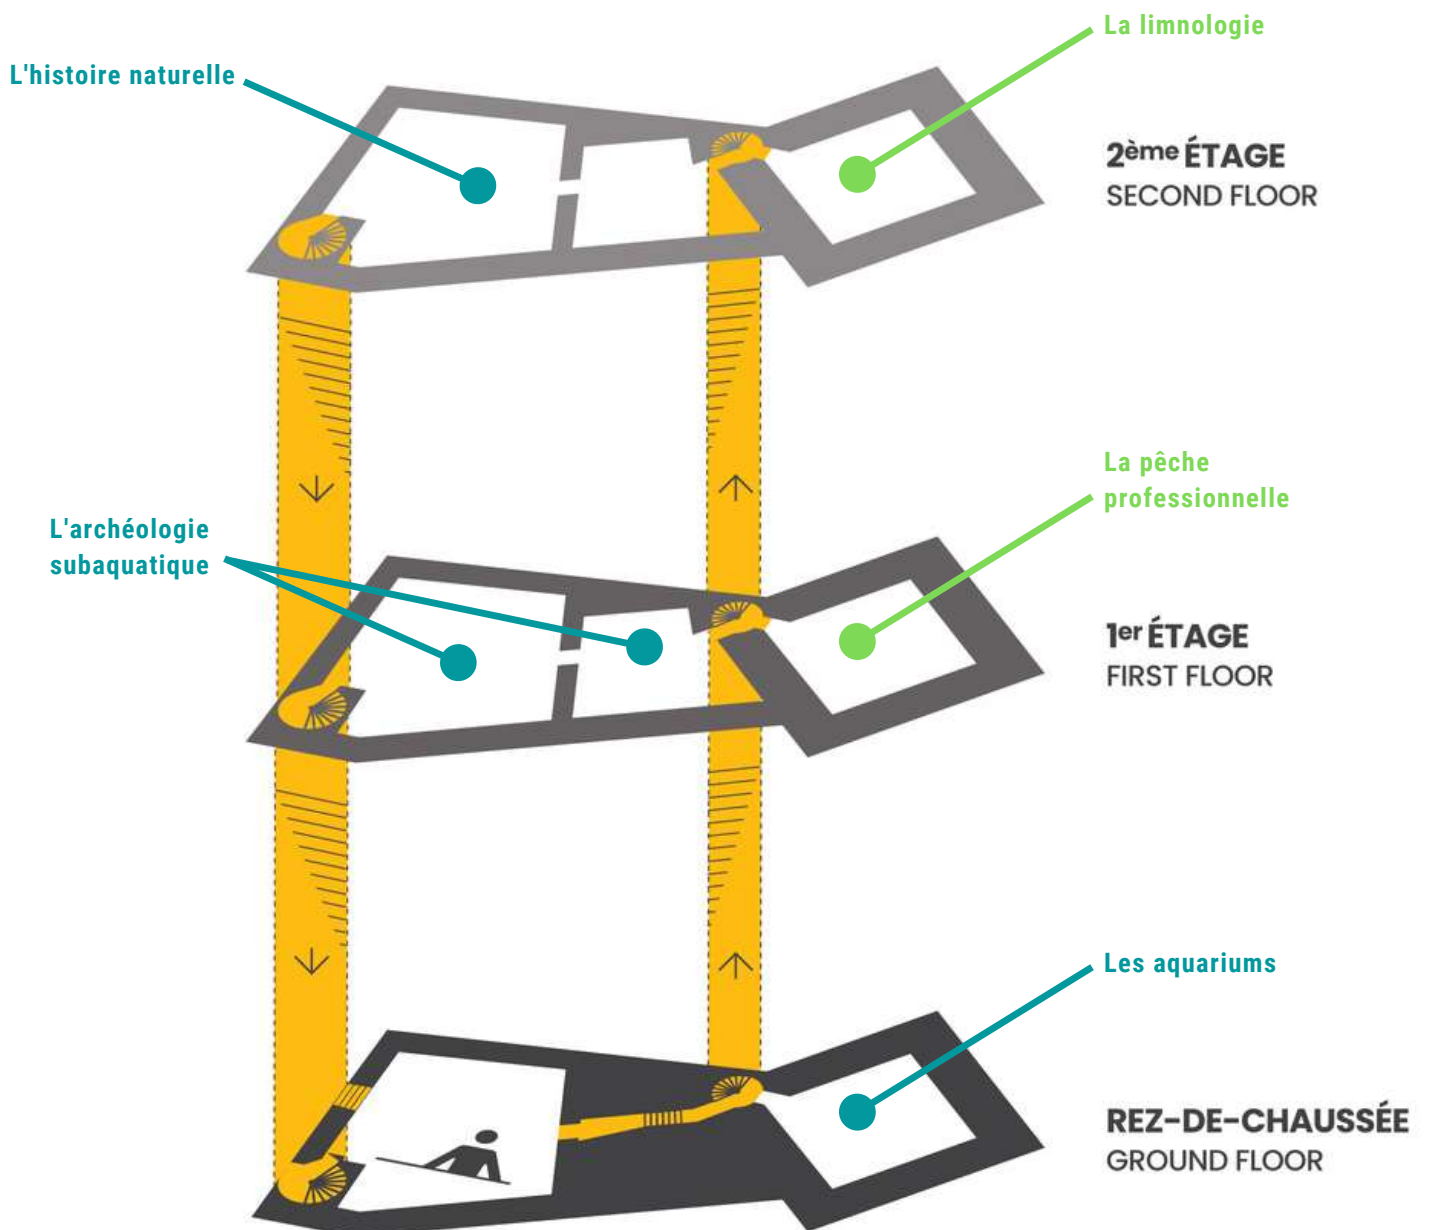 La limnologie
L'histoire naturelle
2ème ÉTAGE
SECOND FLOOR
La pêche
professionnelle
L'archéologie
subaquatique
1er ÉTAGE
FIRST FLOOR
Les aquariums
REZ-DE-CHAUSSÉE
GROUND FLOOR